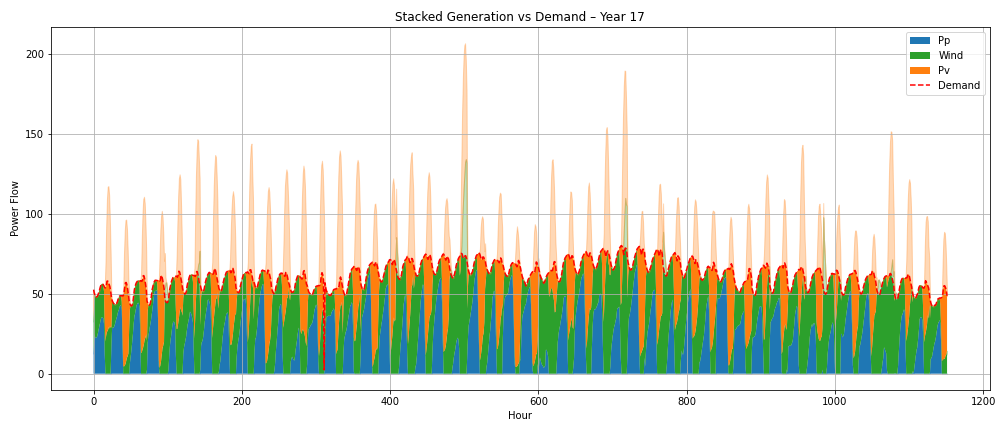 Stacked Generation vs Demand – Year 17
Pp
Wind
Pv
Demand
Power Flow
200
150
100
50
0
0
200
400
600
800
1000
1200
Hour